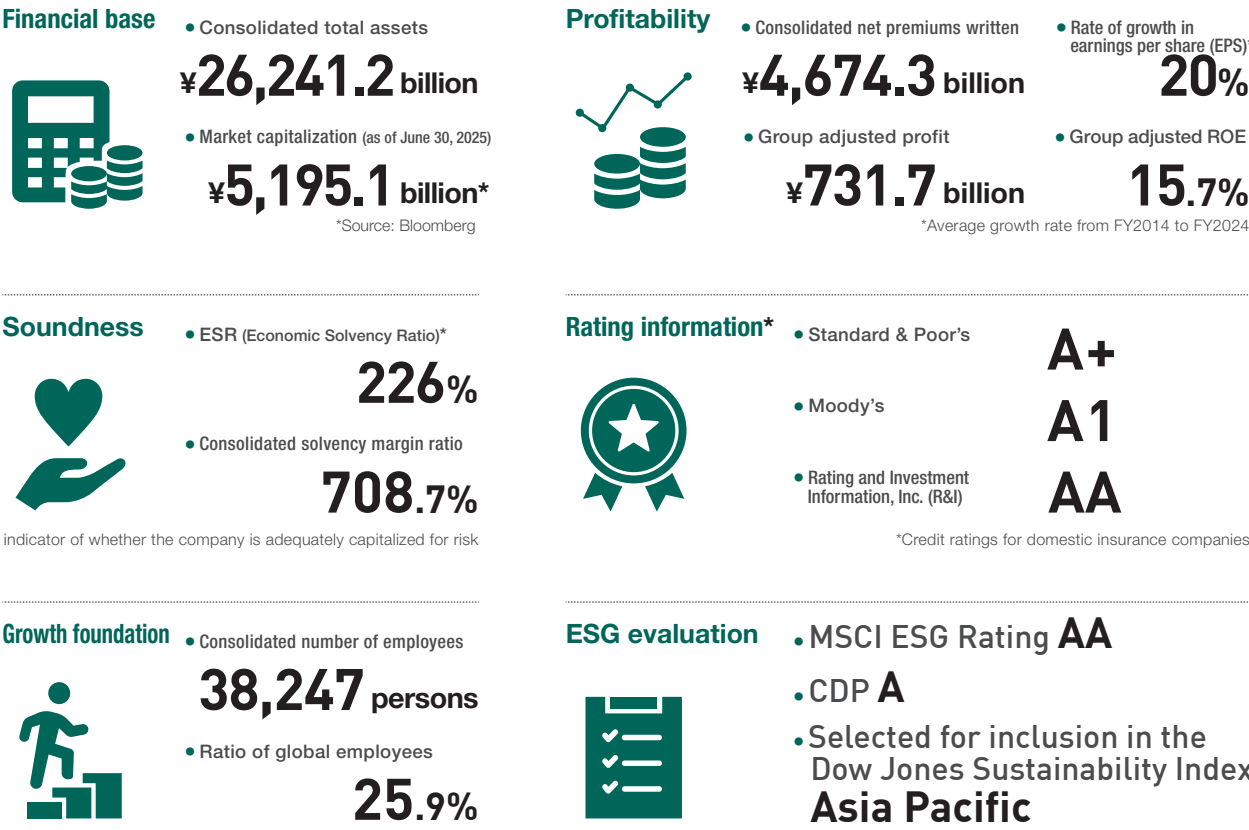 Financial base
• Consolidated total assets
¥26,241.2 billion
• Market capitalization (as of June 30, 2025)
¥5,195.1 billion*
*Source: Bloomberg
Profitability
• Consolidated net premiums written
¥4,674.3 billion
• Rate of growth in
earnings per share (EPS)*
20%
• Group adjusted profit
¥731.7 billion
• Group adjusted ROE
15.7%
*Average growth rate from FY2014 to FY2024
Soundness
• ESR (Economic Solvency Ratio)*
226%
• Consolidated solvency margin ratio
708.7%
indicator of whether the company is adequately capitalized for risk
Rating information*
• Standard & Poor's
A+
• Moody's
A1
• Rating and Investment
Information, Inc. (R&I)
AA
*Credit ratings for domestic insurance companies
Growth foundation
• Consolidated number of employees
38,247 persons
• Ratio of global employees
25.9%
ESG evaluation
• MSCI ESG Rating AA
• CDP A
• Selected for inclusion in the
Dow Jones Sustainability Index
Asia Pacific